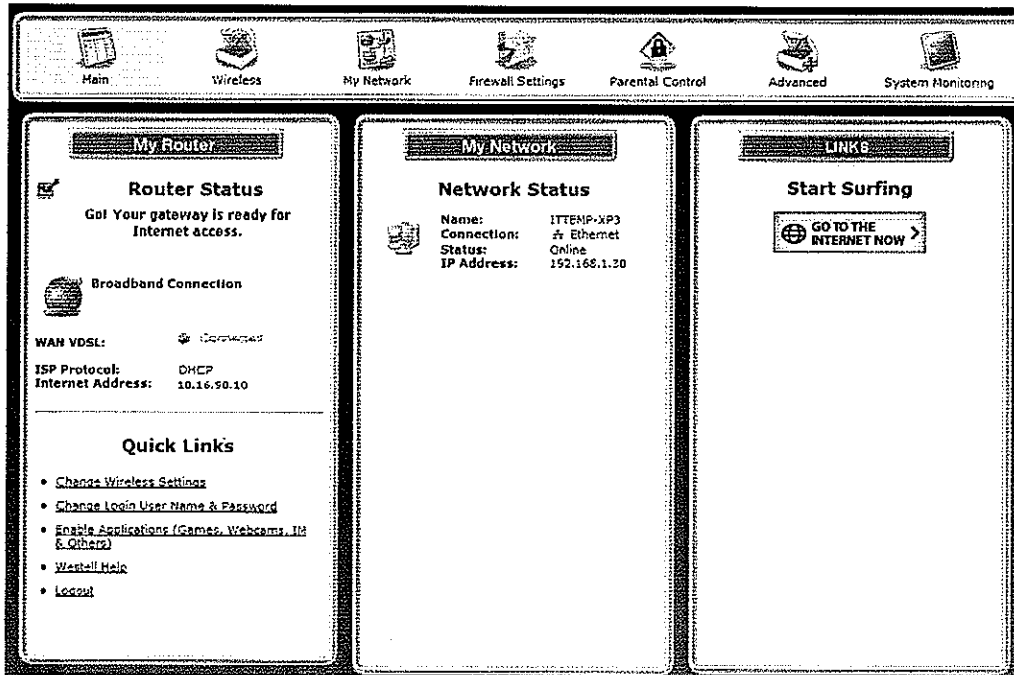 Main
Wireless
My Network
Firewall Settings
Parental Control
Advanced
System Monitoring
My Router
Router Status
Go! Your gateway is ready for
Internet access.
Broadband Connection
WAN VDSL: Connected
ISP Protocol: DHCP
Internet Address: 10.16.90.10
Quick Links
• Change Wireless Settings
• Change Login User Name & Password
• Enable Applications (Games, Webcams, IM
& Others)
• Westell Help
• Logout
My Network
Network Status
Name: ITTEMP-XP3
Connection: Ethernet
Status: Online
IP Address: 192.168.1.30
LINKS
Start Surfing
GO TO THE
INTERNET NOW >